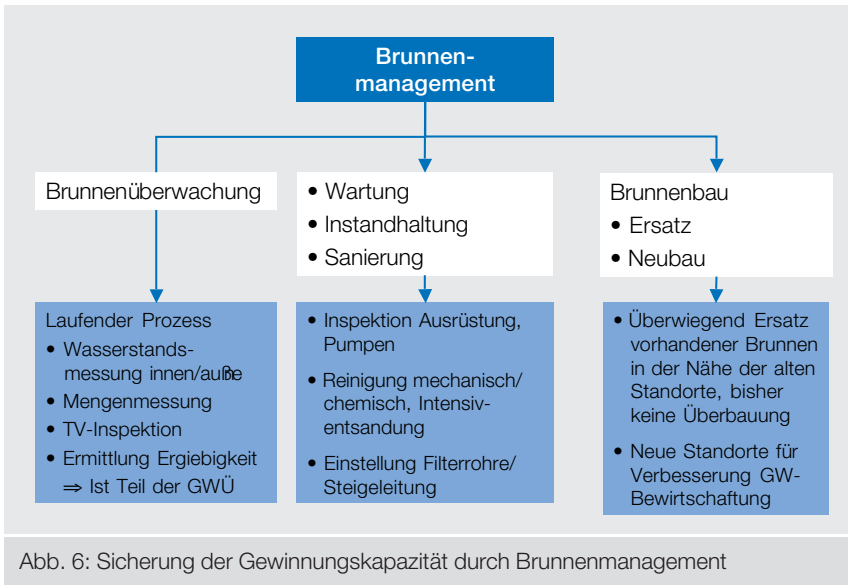 Brunnen-
management
Brunnenüberwachung
• Wartung
• Instandhaltung
• Sanierung
Brunnenbau
• Ersatz
• Neubau
Laufender Prozess
• Wasserstands-
messung innen/außen
• Mengenmessung
• TV-Inspektion
• Ermittlung Ergiebigkeit
⇒ Ist Teil der GWÜ
• Inspektion Ausrüstung,
Pumpen
• Reinigung mechanisch/
chemisch, Intensiv-
entsandung
• Einstellung Filterrohre/
Steigeleitung
• Überwiegend Ersatz
vorhandener Brunnen
in der Nähe der alten
Standorte, bisher
keine Überbauung
• Neue Standorte für
Verbesserung GW-
Bewirtschaftung
Abb. 6: Sicherung der Gewinnungskapazität durch Brunnenmanagement